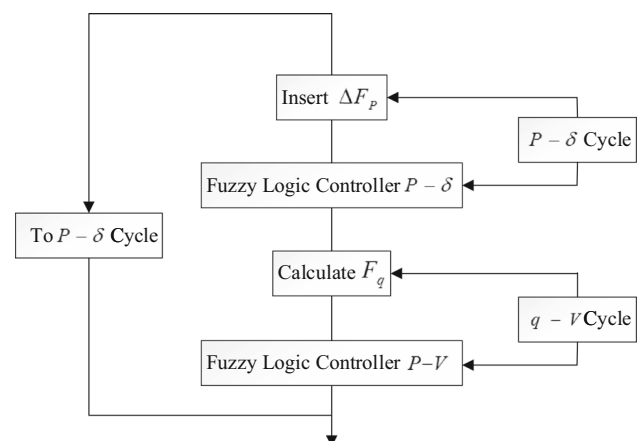 Insert ΔF_P
P – δ Cycle
Fuzzy Logic Controller P – δ
To P – δ Cycle
Calculate F_q
q – V Cycle
Fuzzy Logic Controller P–V